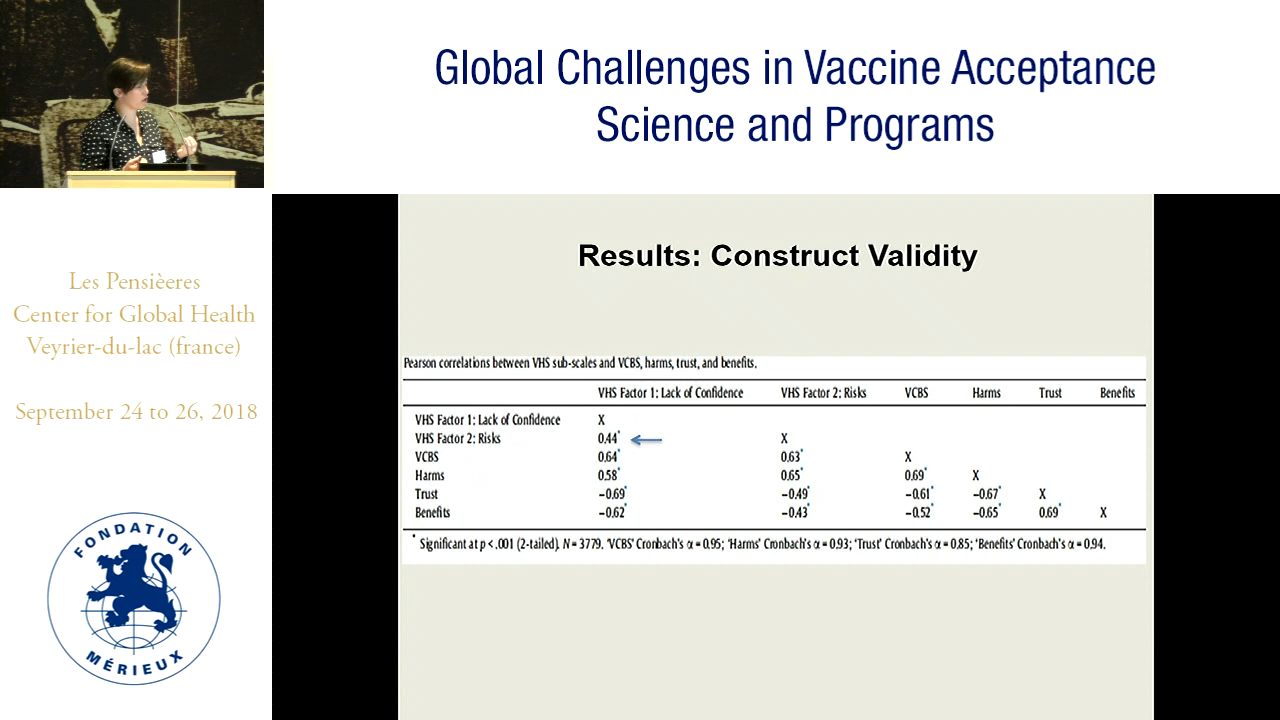 Global Challenges in Vaccine Acceptance
Science and Programs
Les Pensièeres
Center for Global Health
Veyrier-du-lac (france)
September 24 to 26, 2018
FONDATION
MÉRIEUX
Results: Construct Validity
Pearson correlations between VHS sub-scales and VCBS, harms, trust, and benefits.
VHS Factor 1: Lack of Confidence VHS Factor 2: Risks VCBS Harms Trust Benefits
VHS Factor 1: Lack of Confidence X
VHS Factor 2: Risks 0.44* X
VCBS 0.64* 0.63* X
Harms 0.58* 0.65* 0.69* X
Trust −0.69* −0.49* −0.61* −0.67* X
Benefits −0.62* −0.43* −0.52* −0.65* 0.69* X
* Significant at p < .001 (2-tailed). N = 3779. 'VCBS' Cronbach's α = 0.95; 'Harms' Cronbach's α = 0.93; 'Trust' Cronbach's α = 0.85; 'Benefits' Cronbach's α = 0.94.